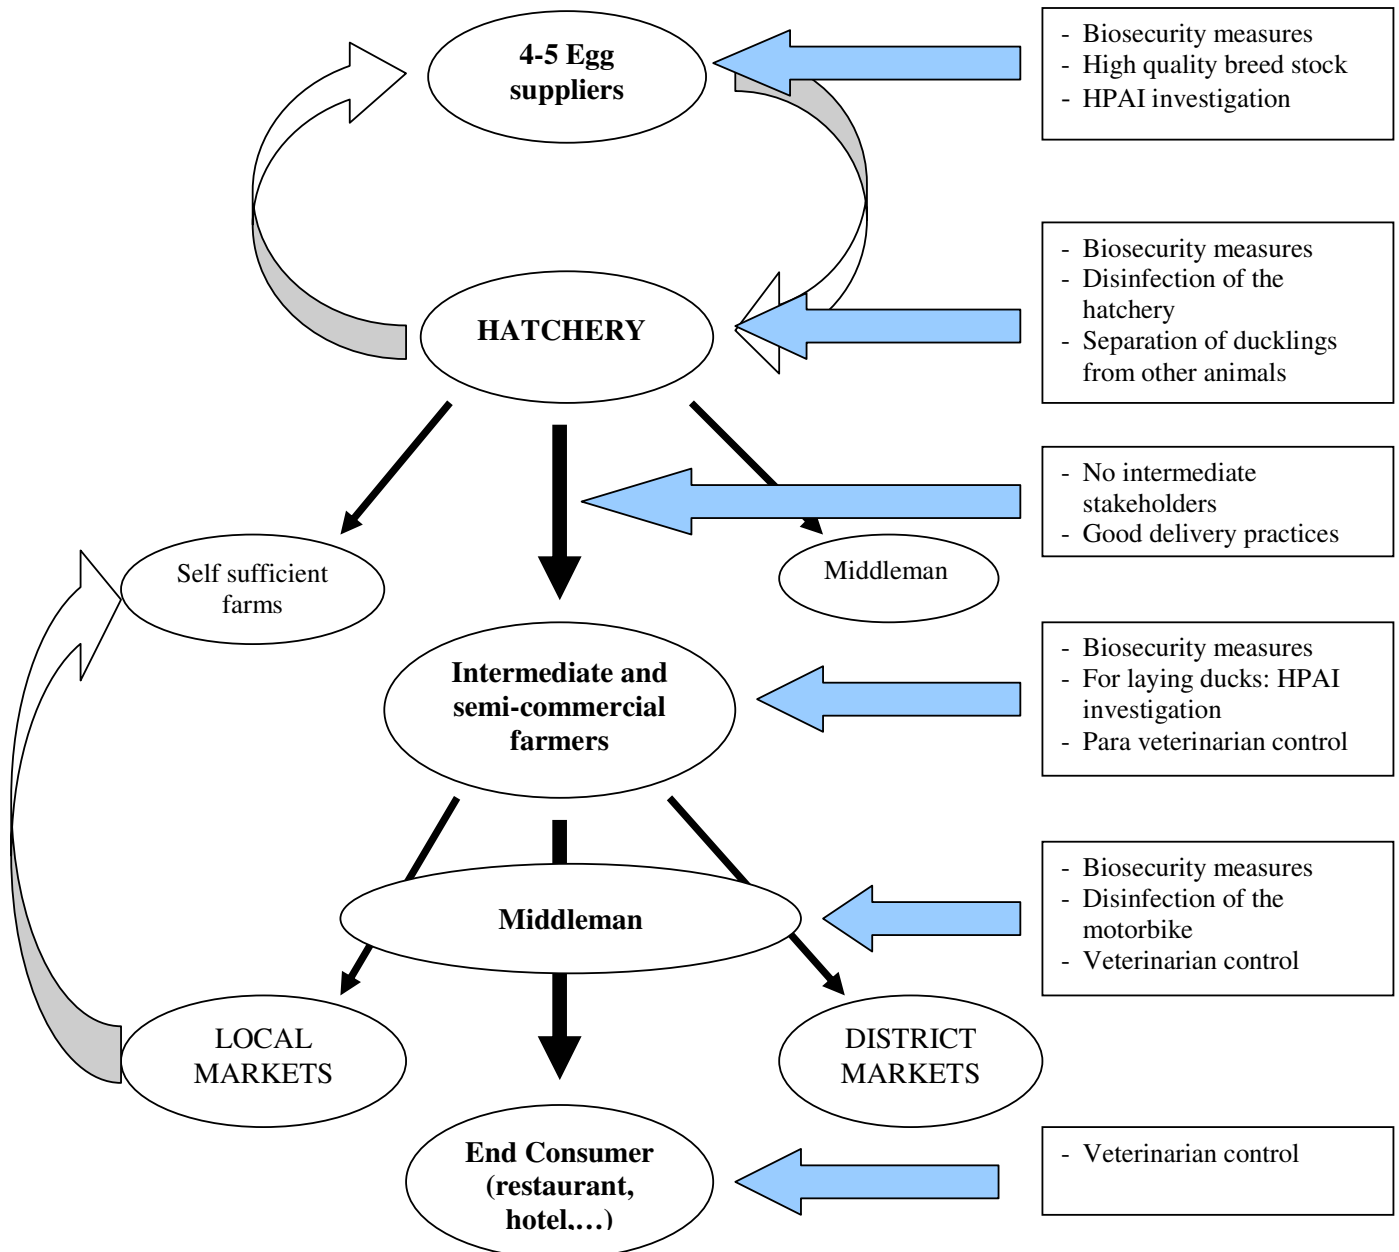 4-5 Egg
suppliers
- Biosecurity measures
- High quality breed stock
- HPAI investigation
HATCHERY
- Biosecurity measures
- Disinfection of the
hatchery
- Separation of ducklings
from other animals
- No intermediate
stakeholders
- Good delivery practices
Self sufficient
farms
Middleman
Intermediate and
semi-commercial
farmers
- Biosecurity measures
- For laying ducks: HPAI
investigation
- Para veterinarian control
Middleman
- Biosecurity measures
- Disinfection of the
motorbike
- Veterinarian control
LOCAL
MARKETS
DISTRICT
MARKETS
End Consumer
(restaurant,
hotel,…)
- Veterinarian control